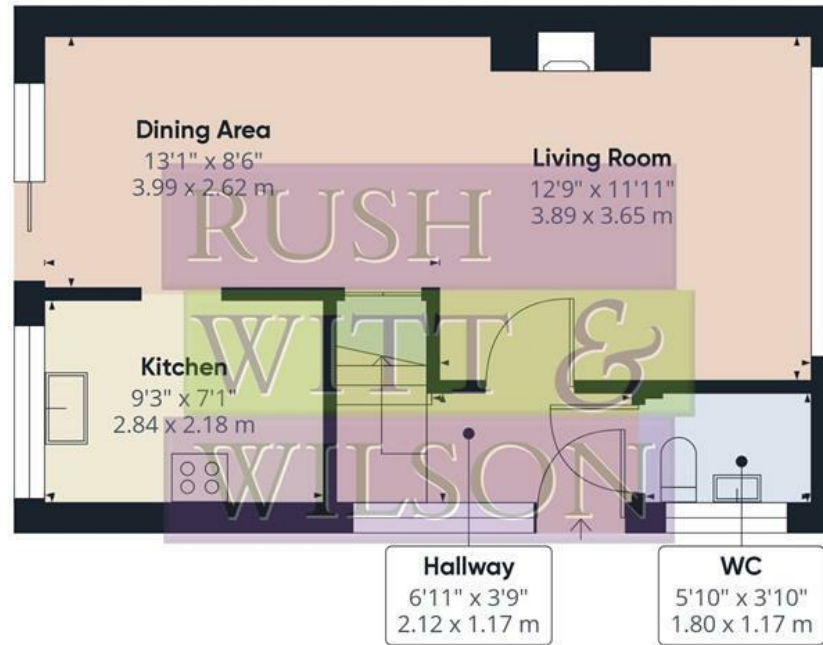 Dining Area
13'1" x 8'6"
3.99 x 2.62 m
Living Room
12'9" x 11'11"
3.89 x 3.65 m
RUSH
WITT &
WILSON
Kitchen
9'3" x 7'1"
2.84 x 2.18 m
Hallway
6'11" x 3'9"
2.12 x 1.17 m
WC
5'10" x 3'10"
1.80 x 1.17 m